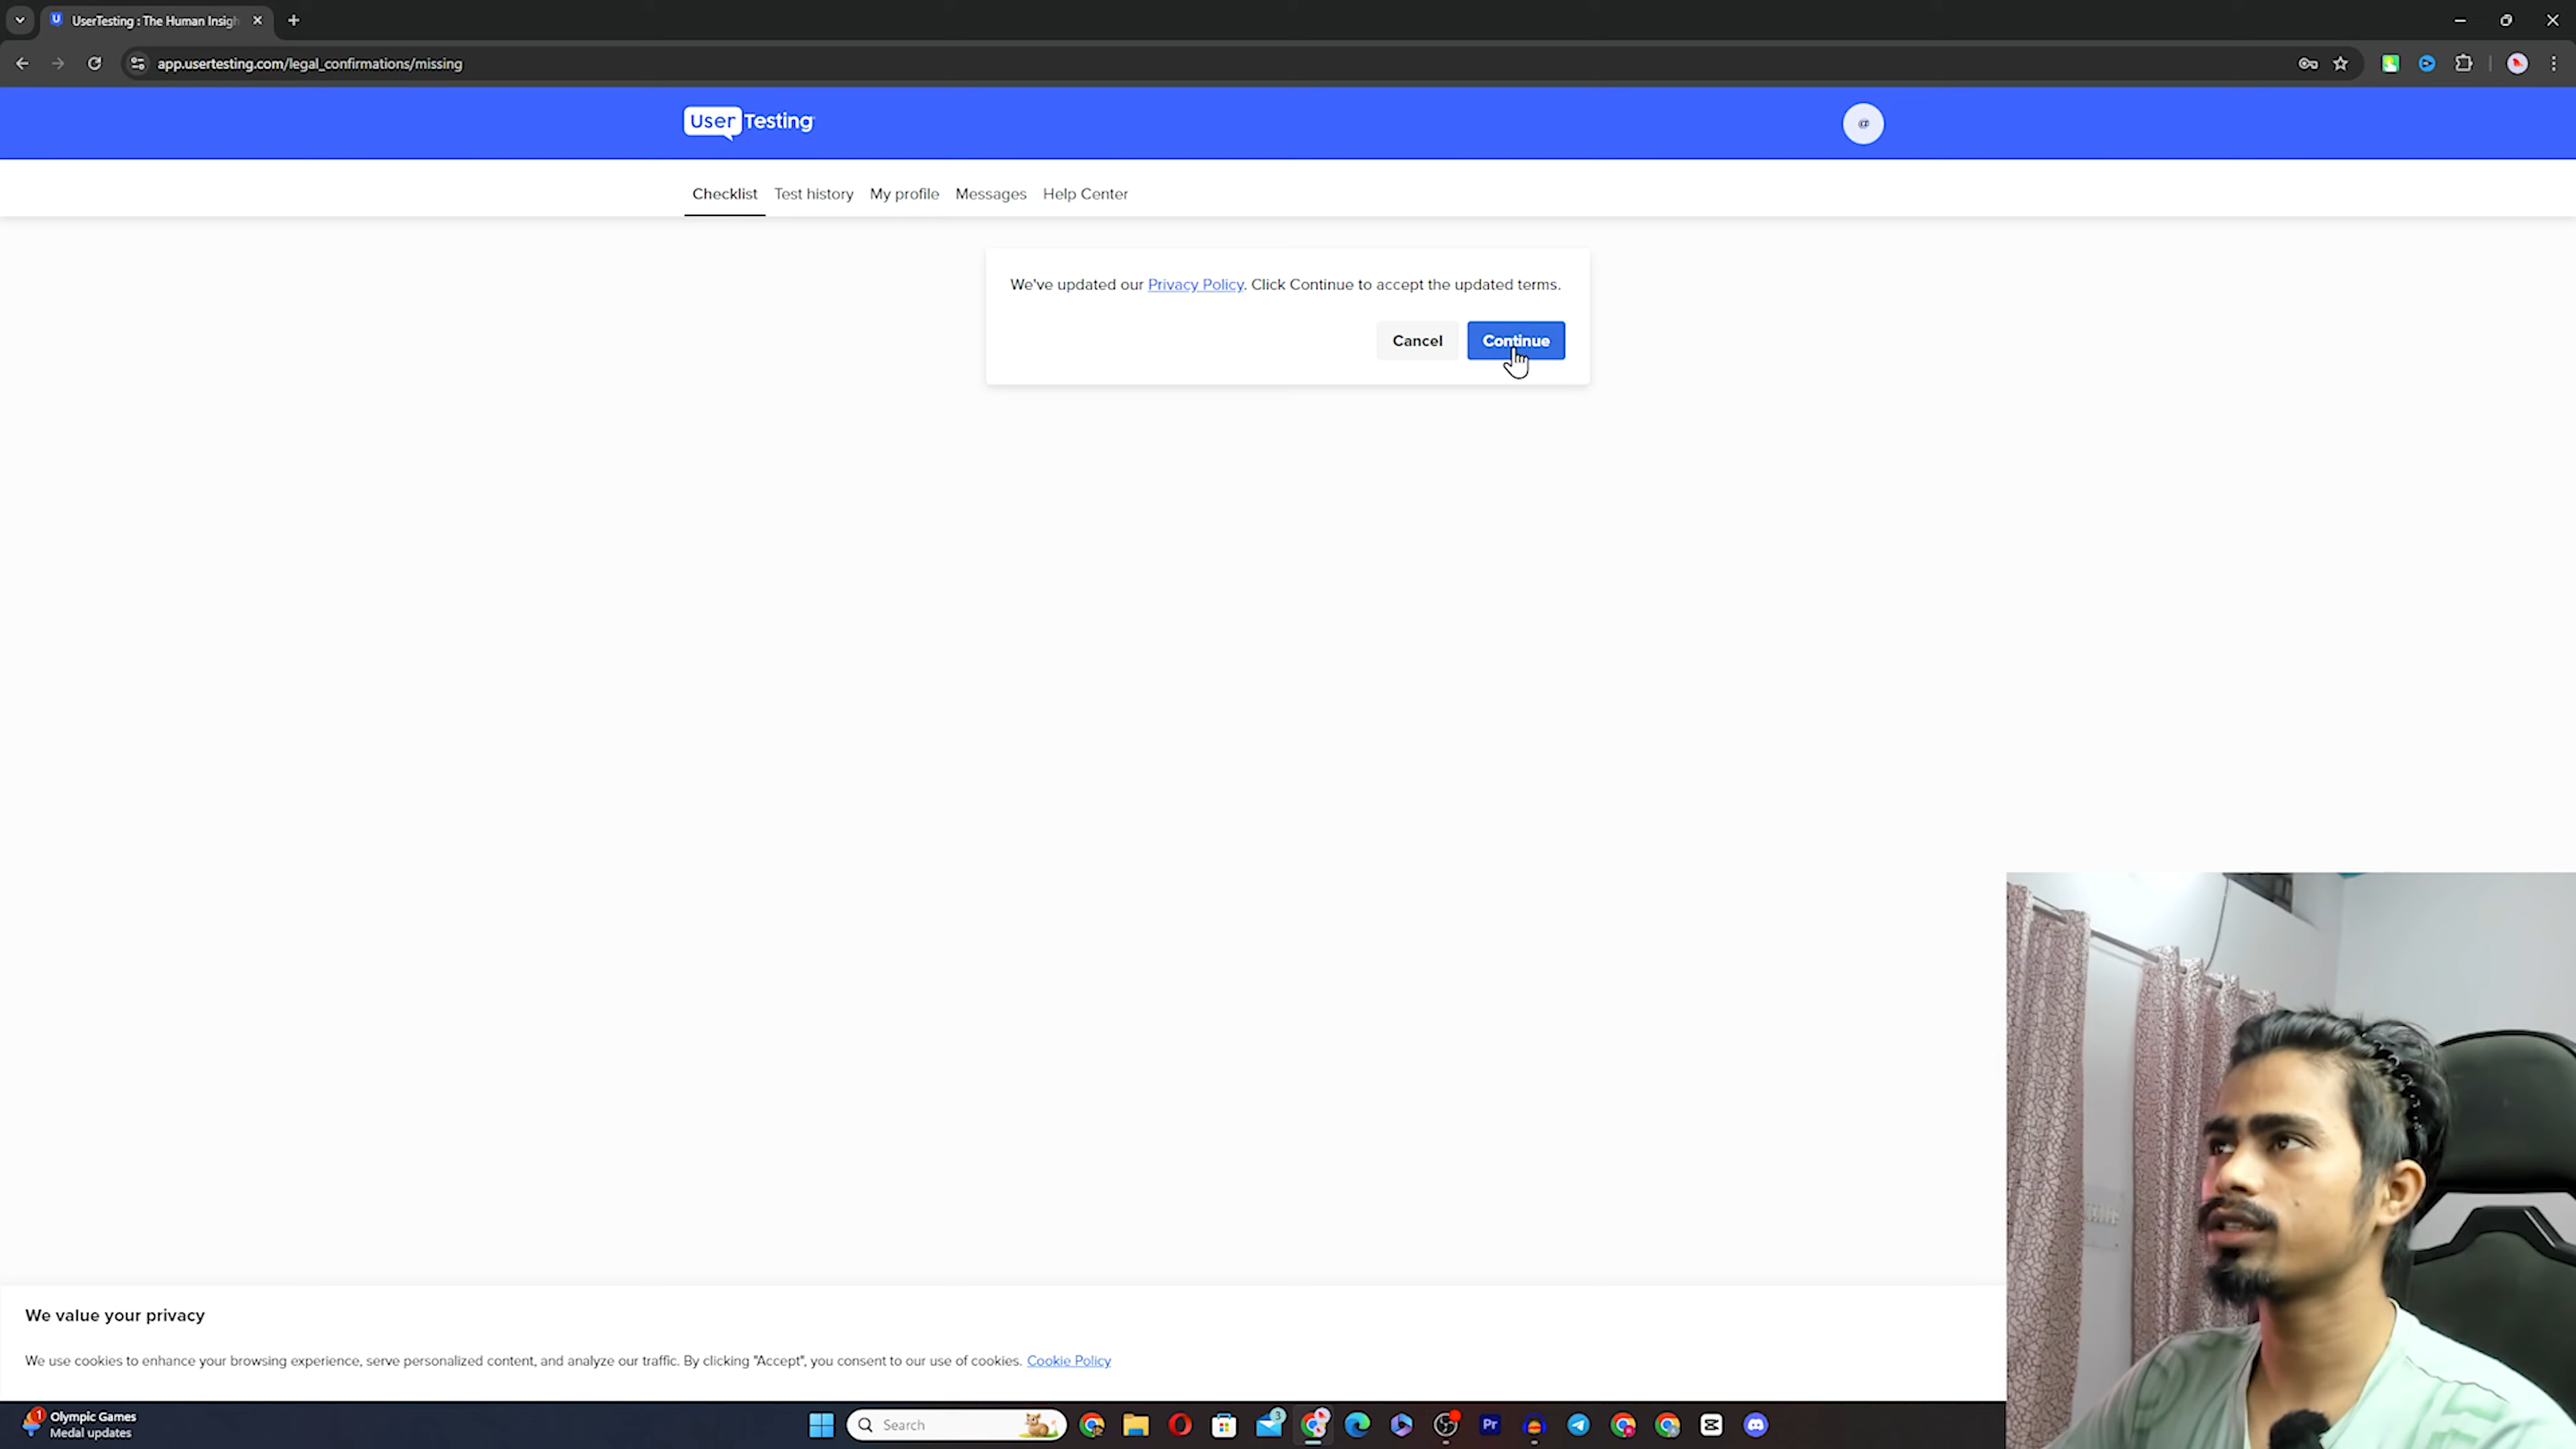 UserTesting : The Human Insigh
app.usertesting.com/legal_confirmations/missing
User Testing
@
Checklist Test history My profile Messages Help Center
We've updated our Privacy Policy. Click Continue to accept the updated terms.
Cancel Continue
We value your privacy
We use cookies to enhance your browsing experience, serve personalized content, and analyze our traffic. By clicking "Accept", you consent to our use of cookies. Cookie Policy
1
Olympic Games
Medal updates
Search
3
Pr